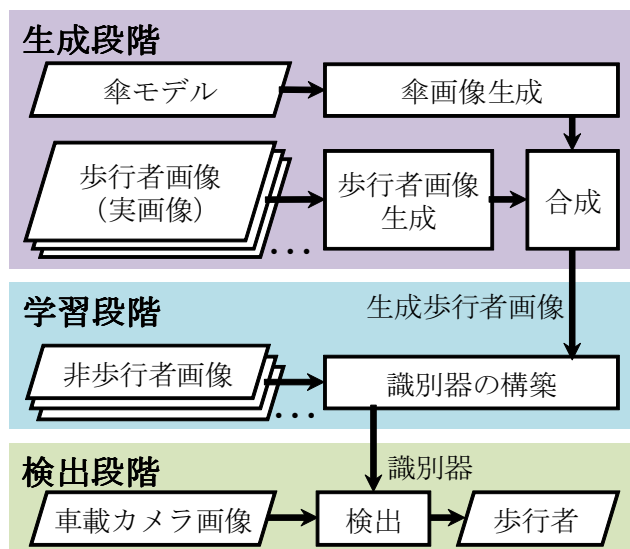 生成段階
傘モデル
傘画像生成
歩行者画像
（実画像）
...
歩行者画像
生成
合成
学習段階
生成歩行者画像
非歩行者画像
...
識別器の構築
検出段階
識別器
車載カメラ画像
検出
歩行者